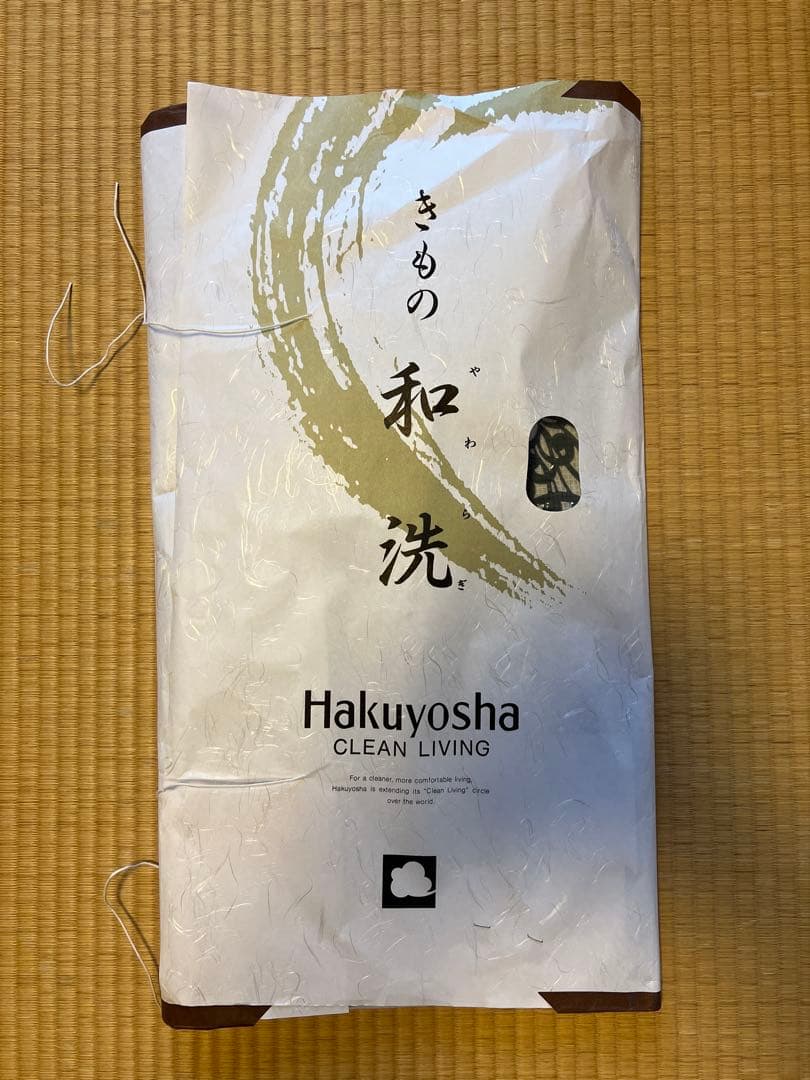 きもの 和洗
やわらぎ
Hakuyosha
CLEAN LIVING
For a cleaner, more comfortable living,
Hakuyosha is extending its "Clean Living" circle
over the world.